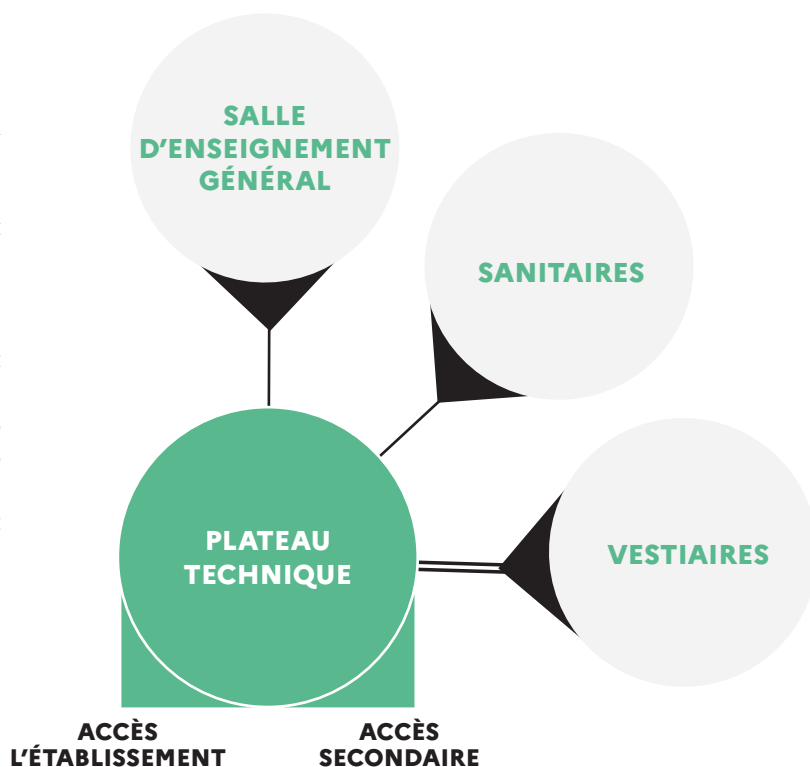 SALLE
D'ENSEIGNEMENT
GÉNÉRAL
SANITAIRES
PLATEAU
TECHNIQUE
VESTIAIRES
ACCÈS
L'ÉTABLISSEMENT
ACCÈS
SECONDAIRE